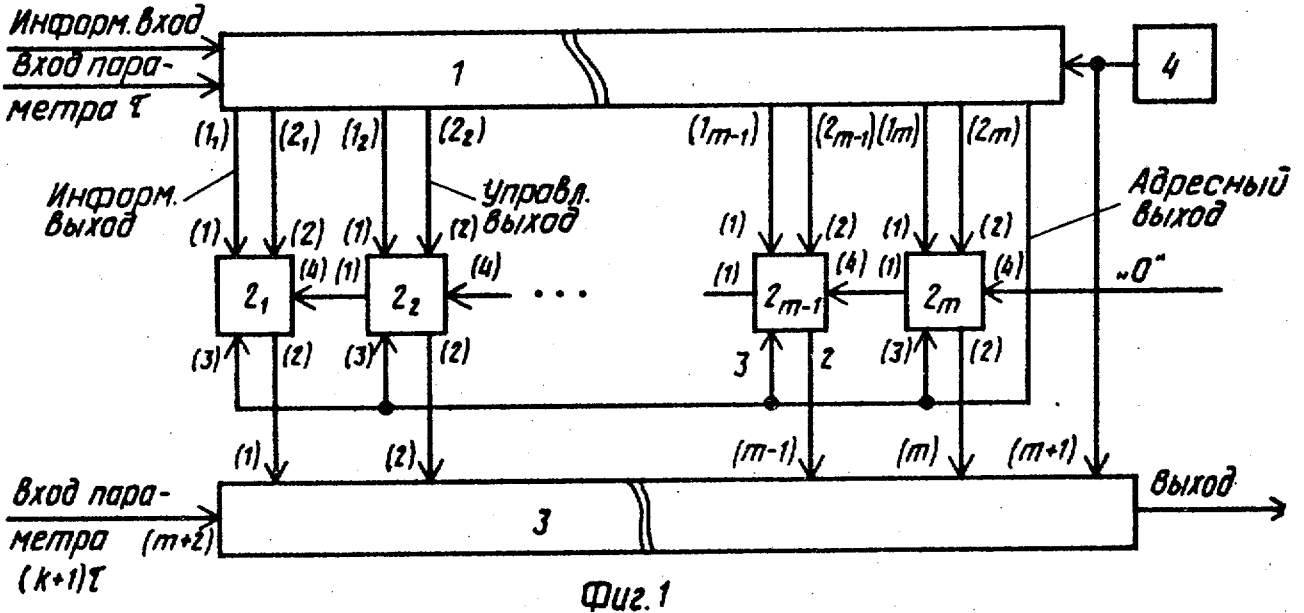 Информ. вход
Вход пара-
метра τ
1
4
(1₁) (2₁) (1₂) (2₂) (1m-1) (2m-1) (1m) (2m)
Информ.
выход
Управл.
выход
Адресный
выход
(1) (2) (1) (2) (1) (2) (1) (2)
2₁ (4) (1) 2₂ (4) ... (1) 2m-1 (4) (1) 2m (4) „0“
(3) (2) (3) (2) 3 2 (3) (2)
(1) (2) (m-1) (m) (m+1)
Вход пара-
метра (m+2)
(k+1)τ
3
Выход
Фиг. 1